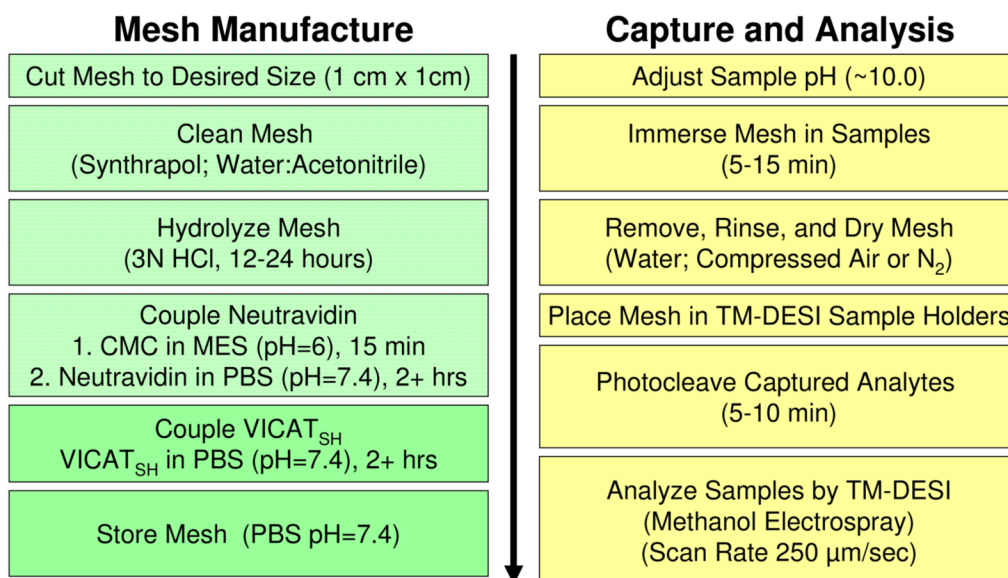 Mesh Manufacture
Cut Mesh to Desired Size (1 cm x 1cm)
Clean Mesh
(Synthrapol; Water:Acetonitrile)
Hydrolyze Mesh
(3N HCl, 12-24 hours)
Couple Neutravidin
1. CMC in MES (pH=6), 15 min
2. Neutravidin in PBS (pH=7.4), 2+ hrs
Couple VICAT_SH
VICAT_SH in PBS (pH=7.4), 2+ hrs
Store Mesh (PBS pH=7.4)
Capture and Analysis
Adjust Sample pH (~10.0)
Immerse Mesh in Samples
(5-15 min)
Remove, Rinse, and Dry Mesh
(Water; Compressed Air or N₂)
Place Mesh in TM-DESI Sample Holders
Photocleave Captured Analytes
(5-10 min)
Analyze Samples by TM-DESI
(Methanol Electrospray)
(Scan Rate 250 µm/sec)